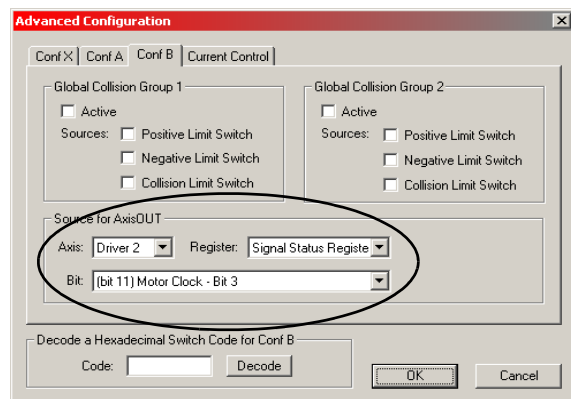 Advanced Configuration
Conf X Conf A Conf B Current Control
Global Collision Group 1
Active
Sources: Positive Limit Switch
Negative Limit Switch
Collision Limit Switch
Global Collision Group 2
Active
Sources: Positive Limit Switch
Negative Limit Switch
Collision Limit Switch
Source for AxisOUT
Axis: Driver 2 Register: Signal Status Registe
Bit: (bit 11) Motor Clock - Bit 3
Decode a Hexadecimal Switch Code for Conf B
Code: Decode
OK Cancel